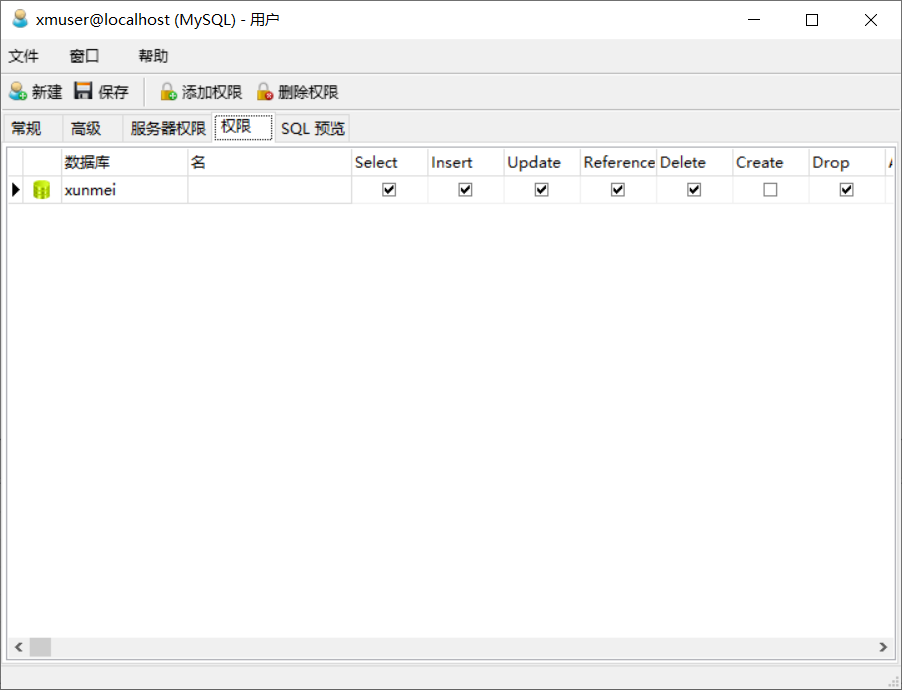 xmuser@localhost (MySQL) - 用户
文件 窗口 帮助
新建 保存 添加权限 删除权限
常规 高级 服务器权限 权限 SQL 预览
数据库 名 Select Insert Update Reference Delete Create Drop
xunmei